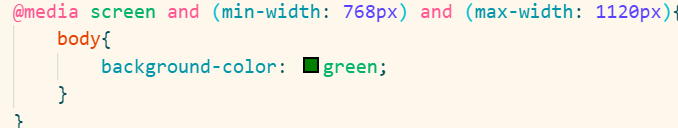 @media screen and (min-width: 768px) and (max-width: 1120px){
body{
background-color: green;
}
}